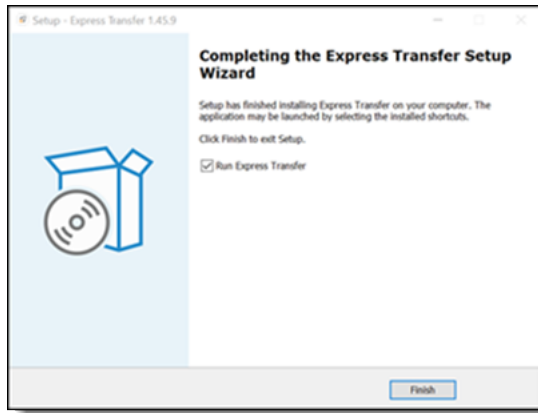 Setup - Express Transfer 1.45.9
Completing the Express Transfer Setup
Wizard
Setup has finished installing Express Transfer on your computer. The
application may be launched by selecting the installed shortcuts.
Click Finish to exit Setup.
Run Express Transfer
Finish